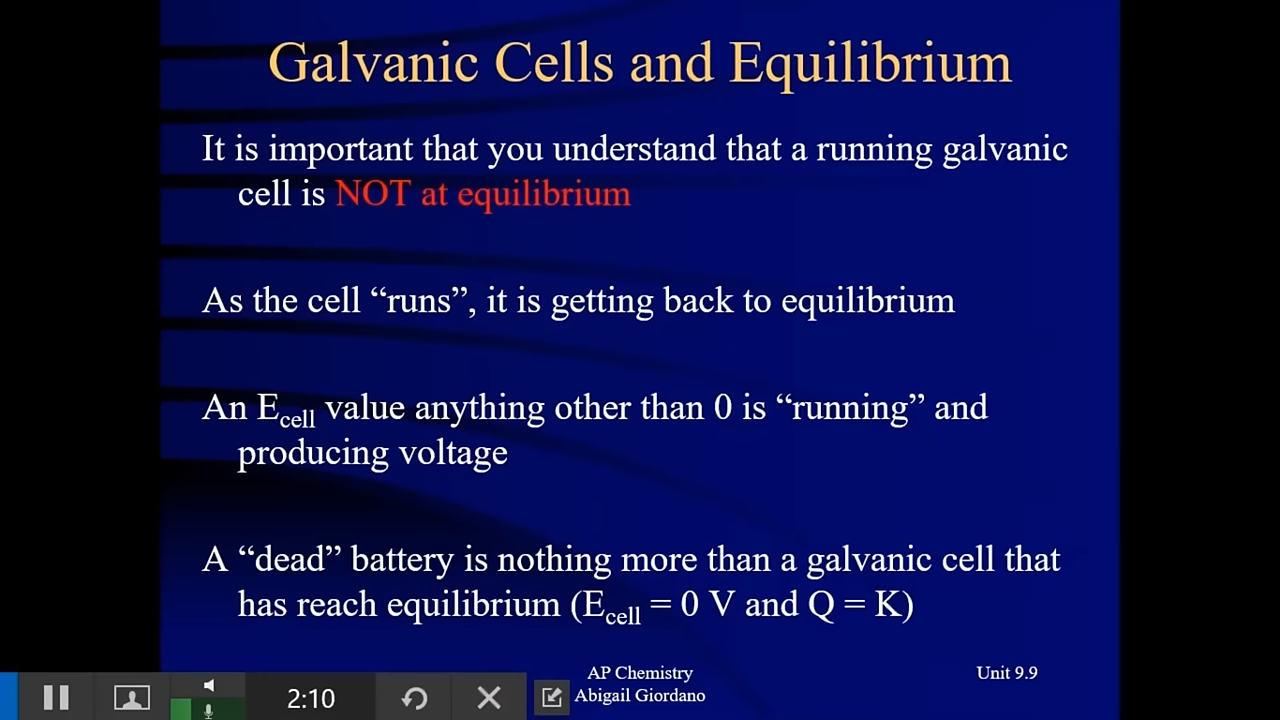 Galvanic Cells and Equilibrium
It is important that you understand that a running galvanic
cell is NOT at equilibrium
As the cell “runs”, it is getting back to equilibrium
An Ecell value anything other than 0 is “running” and
producing voltage
A “dead” battery is nothing more than a galvanic cell that
has reach equilibrium (Ecell = 0 V and Q = K)
AP Chemistry
Abigail Giordano
Unit 9.9
2:10